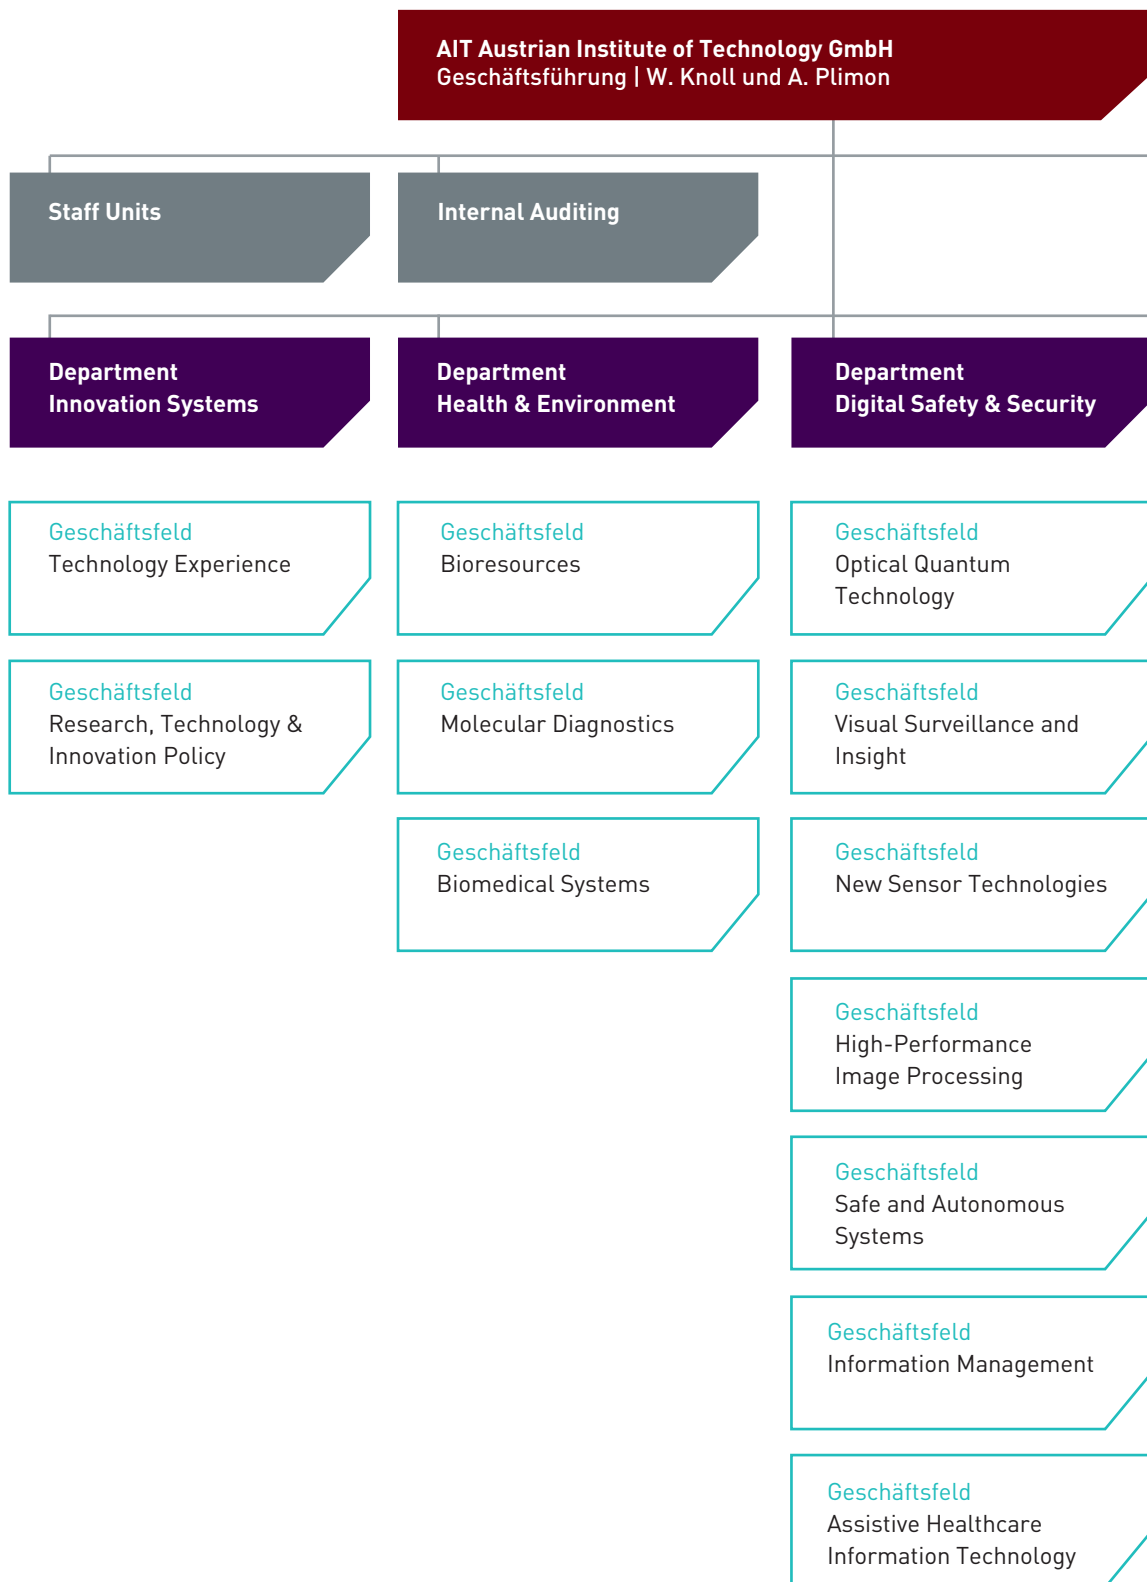 AIT Austrian Institute of Technology GmbH
Geschäftsführung | W. Knoll und A. Plimon
Staff Units
Internal Auditing
Department
Innovation Systems
Department
Health & Environment
Department
Digital Safety & Security
Geschäftsfeld
Technology Experience
Geschäftsfeld
Bioresources
Geschäftsfeld
Optical Quantum
Technology
Geschäftsfeld
Research, Technology &
Innovation Policy
Geschäftsfeld
Molecular Diagnostics
Geschäftsfeld
Visual Surveillance and
Insight
Geschäftsfeld
Biomedical Systems
Geschäftsfeld
New Sensor Technologies
Geschäftsfeld
High-Performance
Image Processing
Geschäftsfeld
Safe and Autonomous
Systems
Geschäftsfeld
Information Management
Geschäftsfeld
Assistive Healthcare
Information Technology